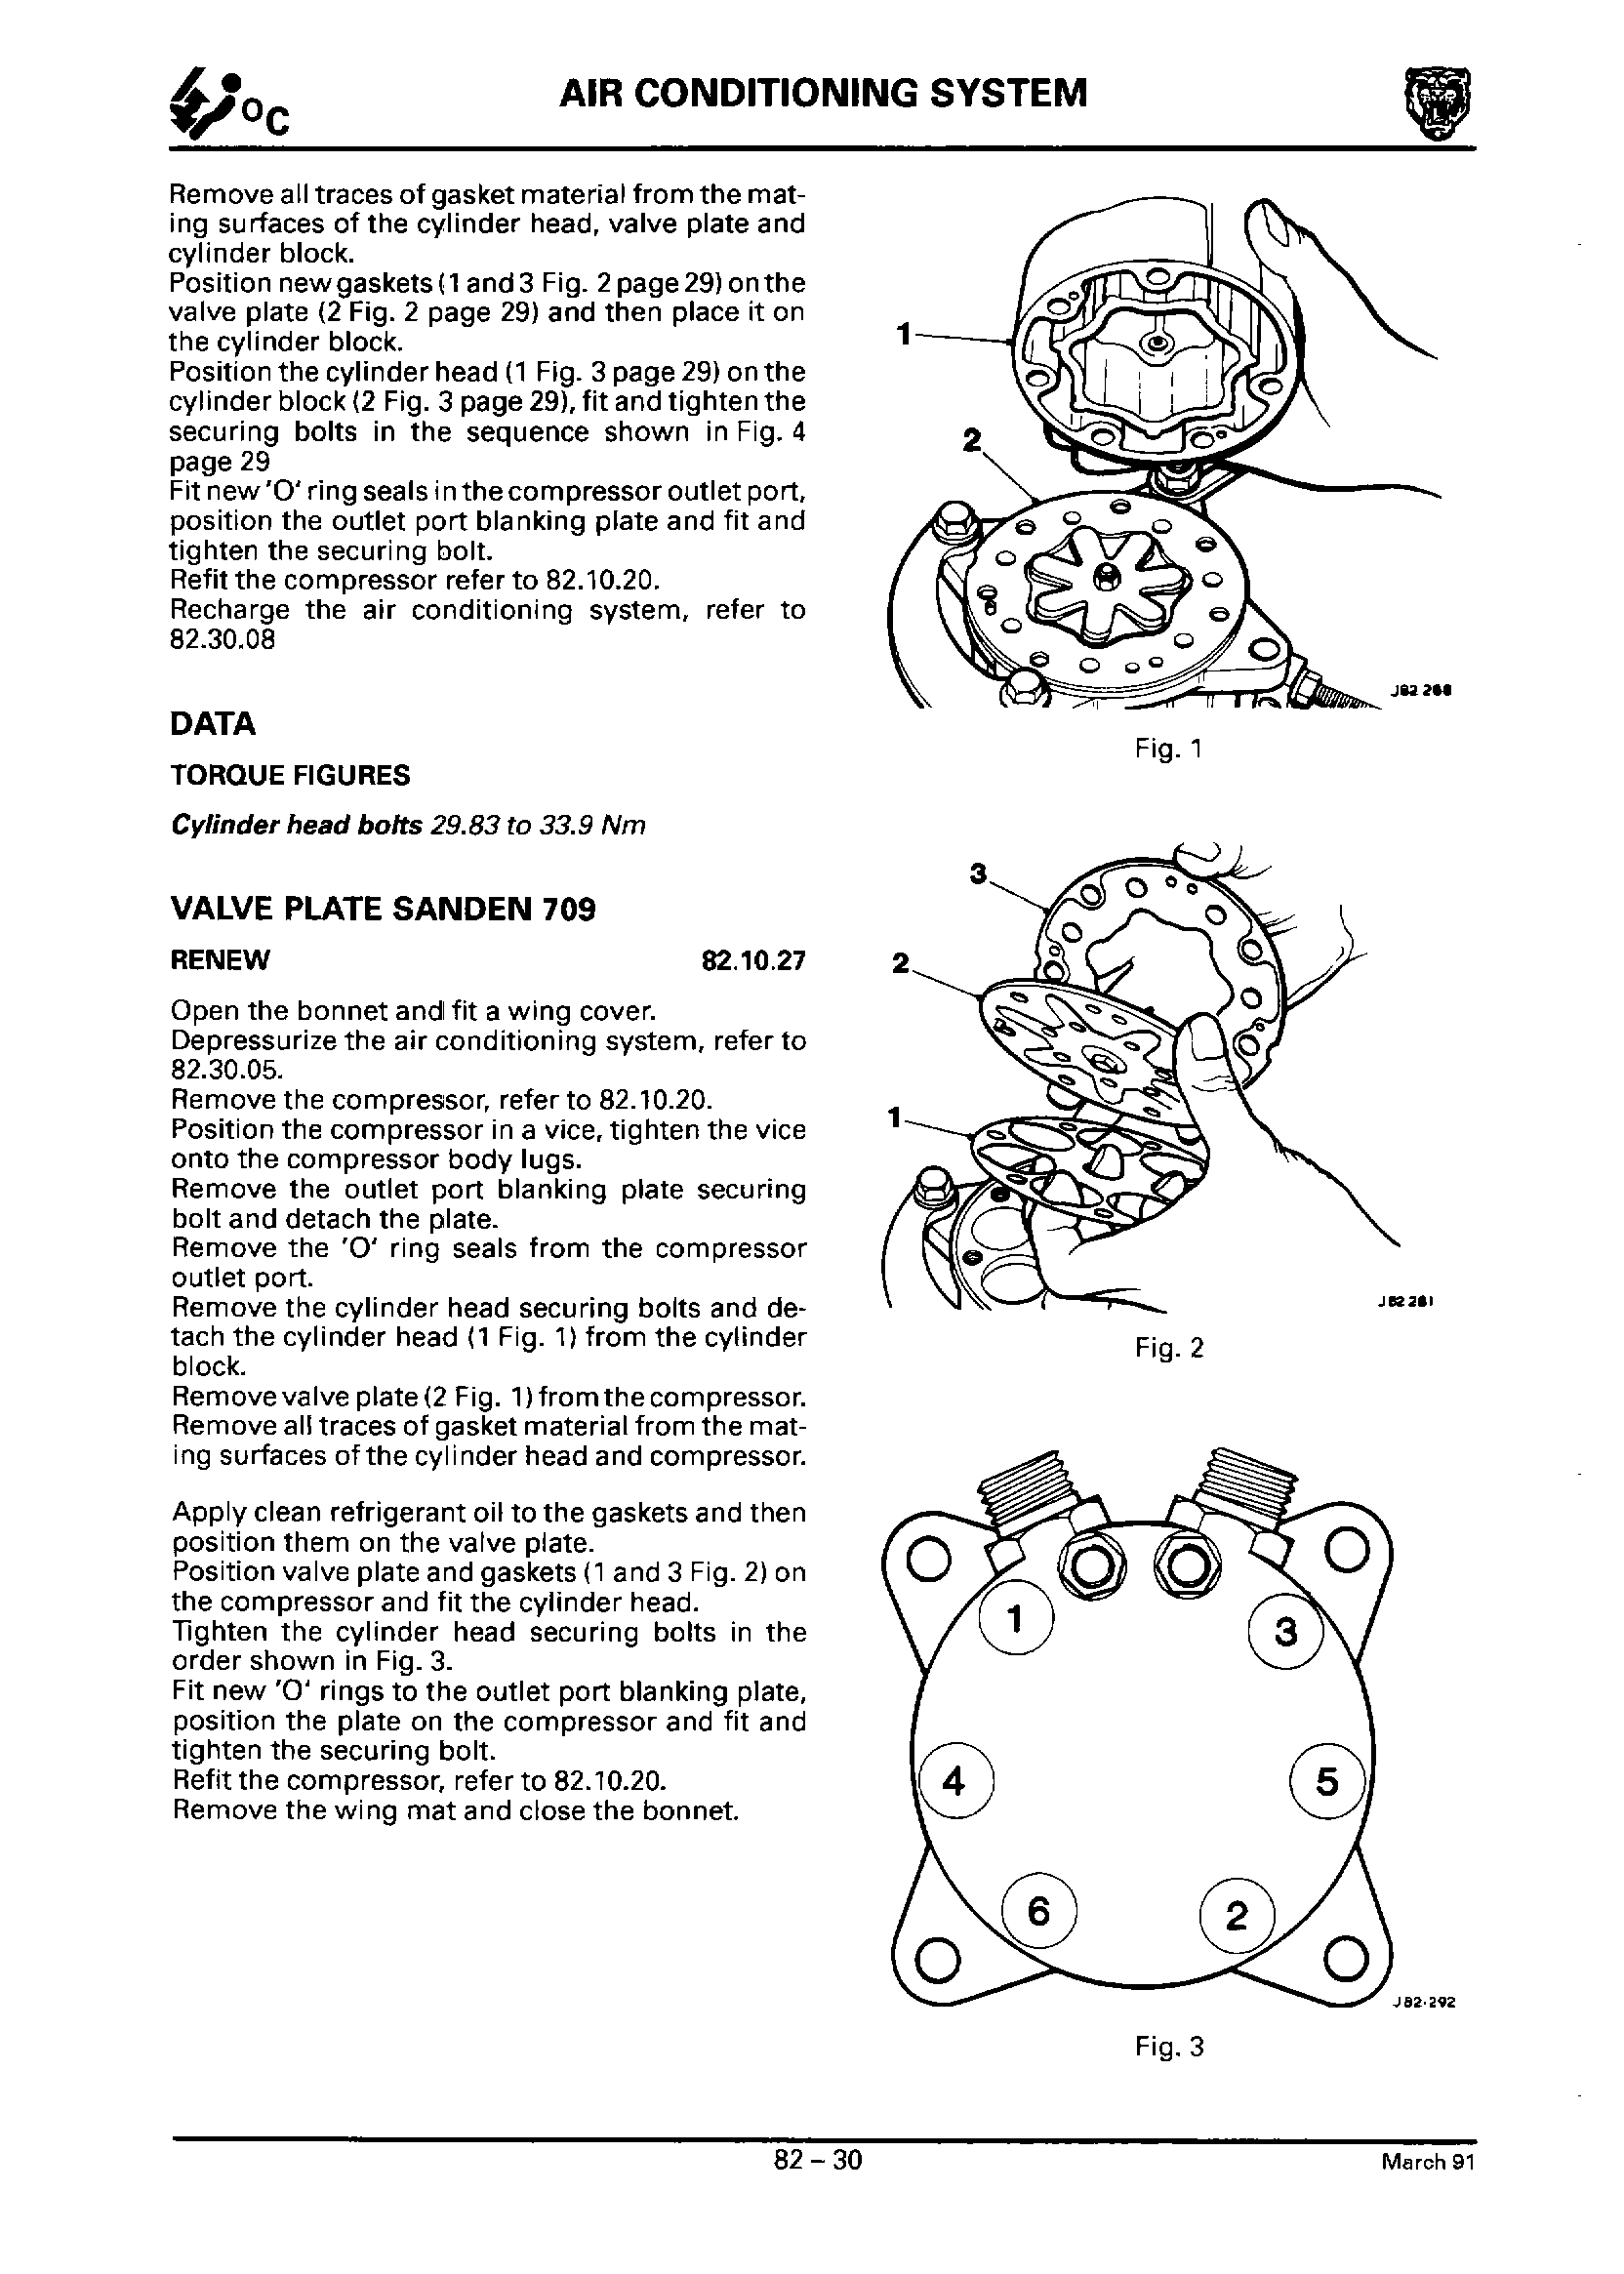 °C
AIR CONDITIONING SYSTEM
Remove all traces of gasket material from the mat-
ing surfaces of the cylinder head, valve plate and
cylinder block.
Position new gaskets (1 and 3 Fig. 2 page 29) on the
valve plate (2 Fig. 2 page 29) and then place it on
the cylinder block.
Position the cylinder head (1 Fig. 3 page 29) on the
cylinder block (2 Fig. 3 page 29), fit and tighten the
securing bolts in the sequence shown in Fig. 4
page 29
Fit new 'O' ring seals in the compressor outlet port,
position the outlet port blanking plate and fit and
tighten the securing bolt.
Refit the compressor refer to 82.10.20.
Recharge the air conditioning system, refer to
82.30.08
DATA
TORQUE FIGURES
Cylinder head bolts 29.83 to 33.9 Nm
VALVE PLATE SANDEN 709
RENEW 82.10.27
Open the bonnet and fit a wing cover.
Depressurize the air conditioning system, refer to
82.30.05.
Remove the compressor, refer to 82.10.20.
Position the compressor in a vice, tighten the vice
onto the compressor body lugs.
Remove the outlet port blanking plate securing
bolt and detach the plate.
Remove the 'O' ring seals from the compressor
outlet port.
Remove the cylinder head securing bolts and de-
tach the cylinder head (1 Fig. 1) from the cylinder
block.
Remove valve plate (2 Fig. 1) from the compressor.
Remove all traces of gasket material from the mat-
ing surfaces of the cylinder head and compressor.
Apply clean refrigerant oil to the gaskets and then
position them on the valve plate.
Position valve plate and gaskets (1 and 3 Fig. 2) on
the compressor and fit the cylinder head.
Tighten the cylinder head securing bolts in the
order shown in Fig. 3.
Fit new 'O' rings to the outlet port blanking plate,
position the plate on the compressor and fit and
tighten the securing bolt.
Refit the compressor, refer to 82.10.20.
Remove the wing mat and close the bonnet.
1
2
Fig. 1
3
2
1
J82 281
Fig. 2
1
3
4
5
6
2
J82-292
Fig. 3
82 – 30
March 91